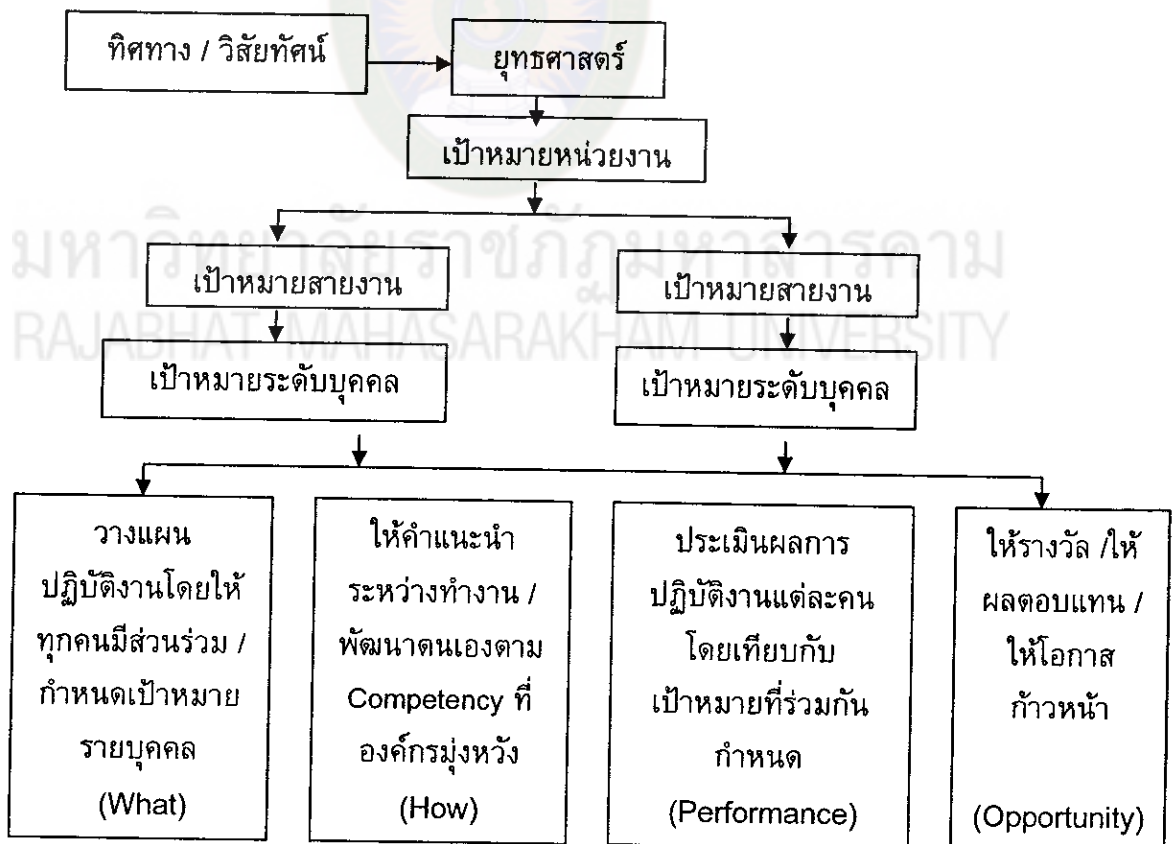 ทิศทาง / วิสัยทัศน์
ยุทธศาสตร์
เป้าหมายหน่วยงาน
มหาวิทยาลัยราชภัฏมหาสารคาม
RAJABHAT MAHASARAKHAM UNIVERSITY
เป้าหมายสายงาน
เป้าหมายสายงาน
เป้าหมายระดับบุคคล
เป้าหมายระดับบุคคล
วางแผน
ปฏิบัติงานโดยให้
ทุกคนมีส่วนร่วม /
กำหนดเป้าหมาย
รายบุคคล
(What)
ให้คำแนะนำ
ระหว่างทำงาน /
พัฒนาตนเองตาม
Competency ที่
องค์กรมุ่งหวัง
(How)
ประเมินผลการ
ปฏิบัติงานแต่ละคน
โดยเทียบกับ
เป้าหมายที่ร่วมกัน
กำหนด
(Performance)
ให้รางวัล /ให้
ผลตอบแทน /
ให้โอกาส
ก้าวหน้า
(Opportunity)